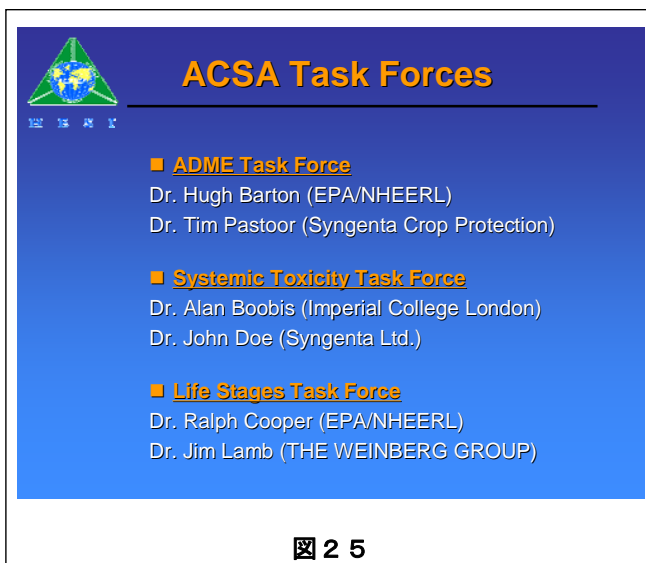 ACSA Task Forces
■ ADME Task Force
Dr. Hugh Barton (EPA/NHEERL)
Dr. Tim Pastoor (Syngenta Crop Protection)
■ Systemic Toxicity Task Force
Dr. Alan Boobis (Imperial College London)
Dr. John Doe (Syngenta Ltd.)
■ Life Stages Task Force
Dr. Ralph Cooper (EPA/NHEERL)
Dr. Jim Lamb (THE WEINBERG GROUP)
図25